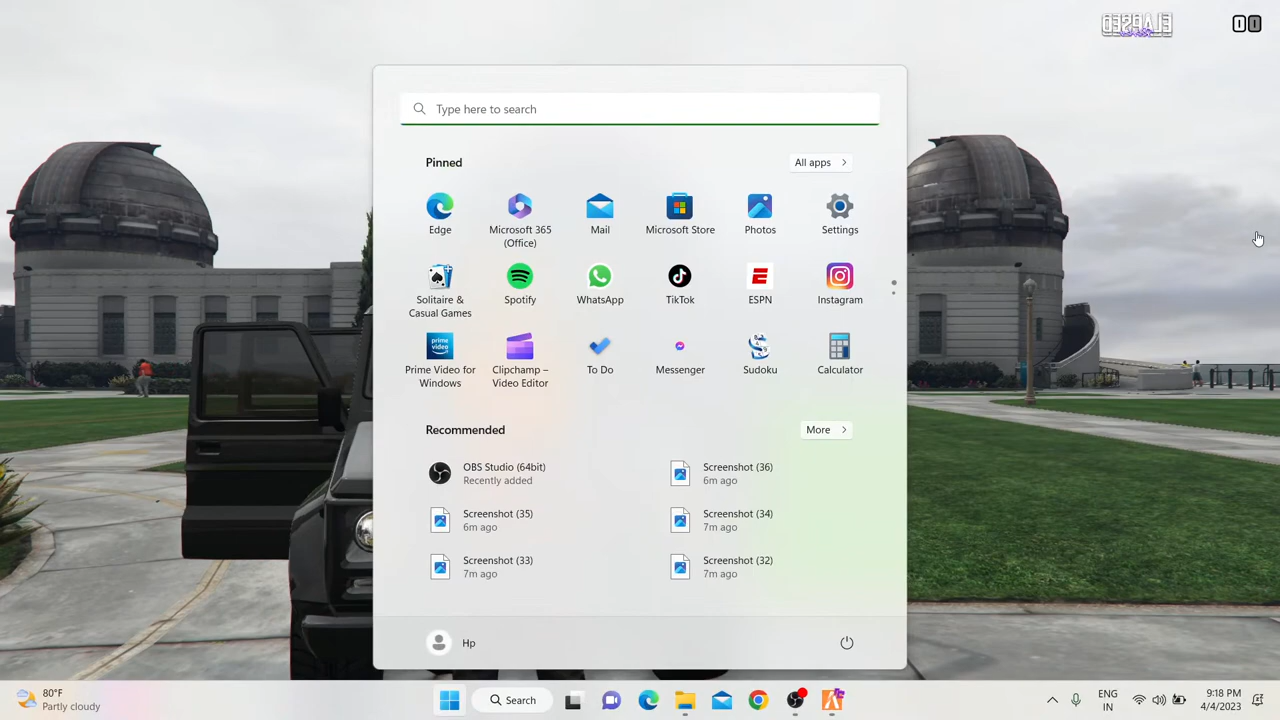 ELAPSED
Type here to search
Pinned
All apps
Edge
Microsoft 365
(Office)
Mail
Microsoft Store
Photos
Settings
Solitaire &
Casual Games
Spotify
WhatsApp
TikTok
ESPN
Instagram
Prime Video for
Windows
Clipchamp –
Video Editor
To Do
Messenger
Sudoku
Calculator
Recommended
More
OBS Studio (64bit)
Recently added
Screenshot (36)
6m ago
Screenshot (35)
6m ago
Screenshot (34)
7m ago
Screenshot (33)
7m ago
Screenshot (32)
7m ago
Hp
80°F
Partly cloudy
Search
ENG
IN
9:18 PM
4/4/2023